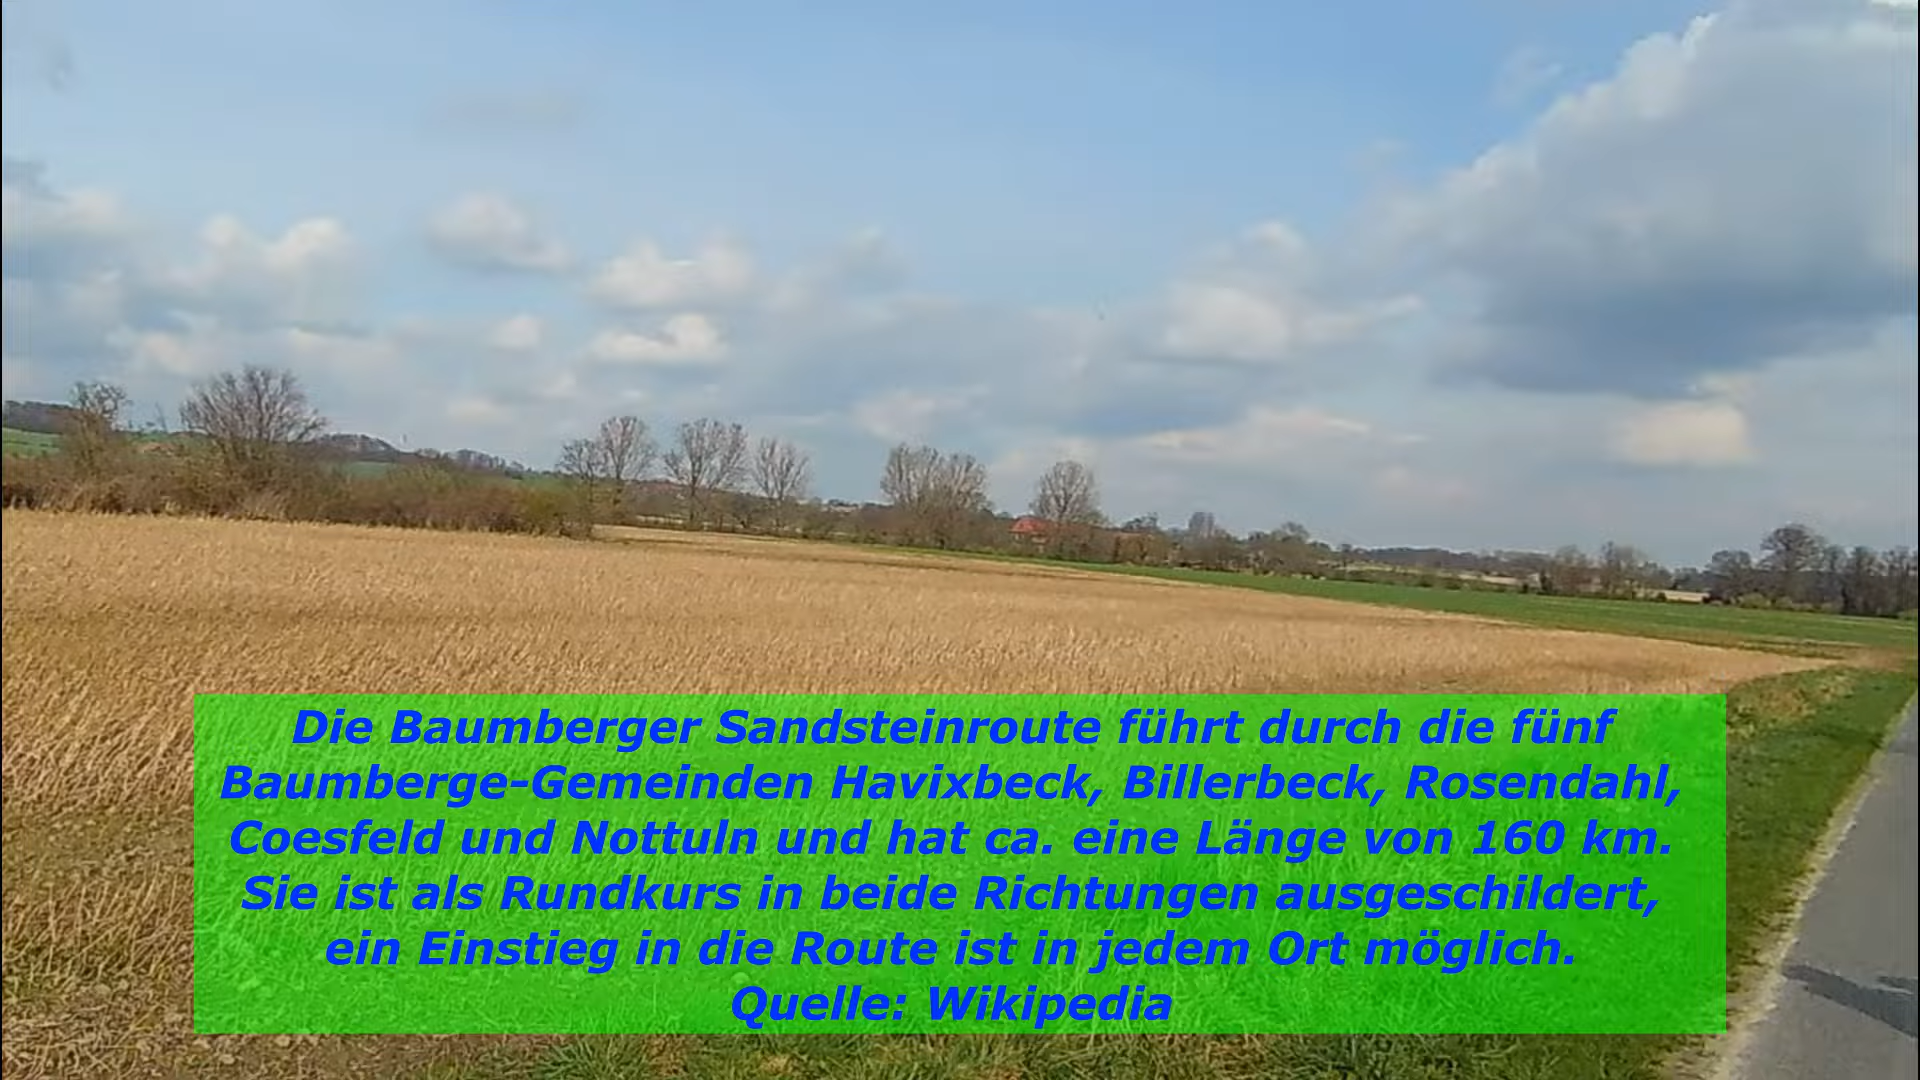 Die Baumberger Sandsteinroute führt durch die fünf
Baumberge-Gemeinden Havixbeck, Billerbeck, Rosendahl,
Coesfeld und Nottuln und hat ca. eine Länge von 160 km.
Sie ist als Rundkurs in beide Richtungen ausgeschildert,
ein Einstieg in die Route ist in jedem Ort möglich.
Quelle: Wikipedia